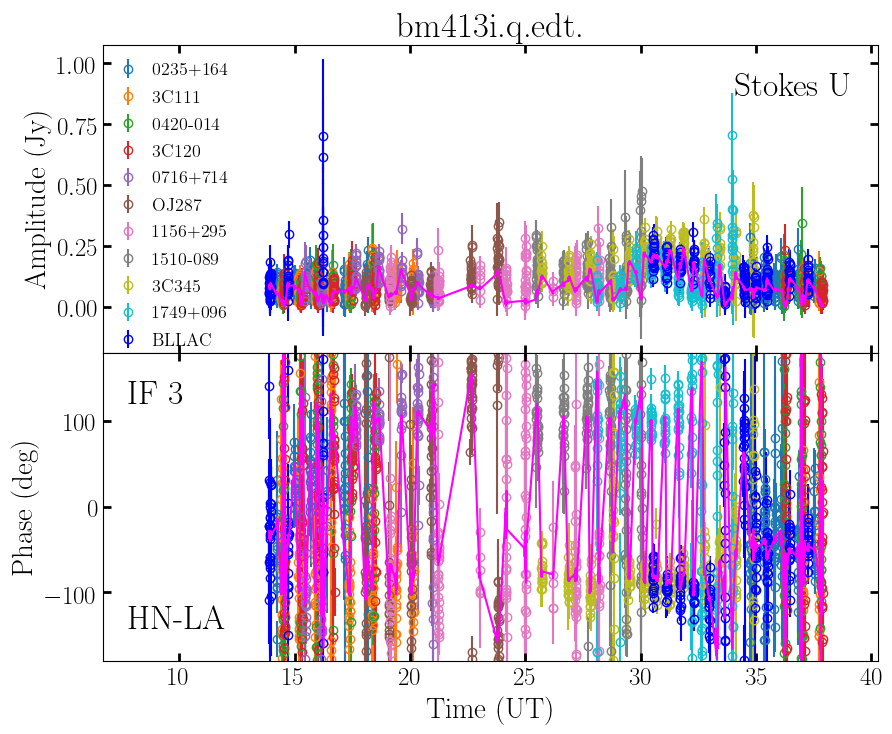 bm413i.q.edt.
Stokes U
Amplitude (Jy)
1.00
0.75
0.50
0.25
0.00
0235+164
3C111
0420-014
3C120
0716+714
OJ287
1156+295
1510-089
3C345
1749+096
BLLAC
IF 3
HN-LA
Phase (deg)
100
0
−100
10
15
20
25
30
35
40
Time (UT)